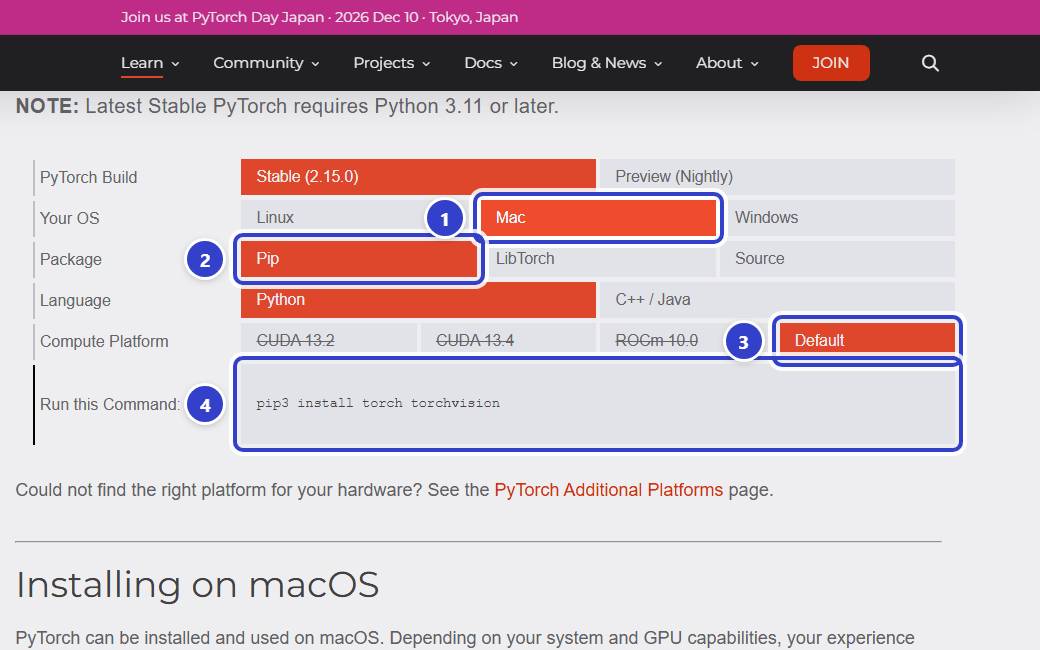 Join us at PyTorch Day Japan · 2026 Dec 10 · Tokyo, Japan
Learn Community Projects Docs Blog & News About JOIN
NOTE: Latest Stable PyTorch requires Python 3.11 or later.
PyTorch Build Stable (2.15.0) Preview (Nightly)
Your OS Linux 1 Mac Windows
Package 2 Pip LibTorch Source
Language Python C++ / Java
Compute Platform CUDA 13.2 CUDA 13.4 ROCm 10.0 3 Default
Run this Command: 4 pip3 install torch torchvision
Could not find the right platform for your hardware? See the PyTorch Additional Platforms page.
Installing on macOS
PyTorch can be installed and used on macOS. Depending on your system and GPU capabilities, your experience